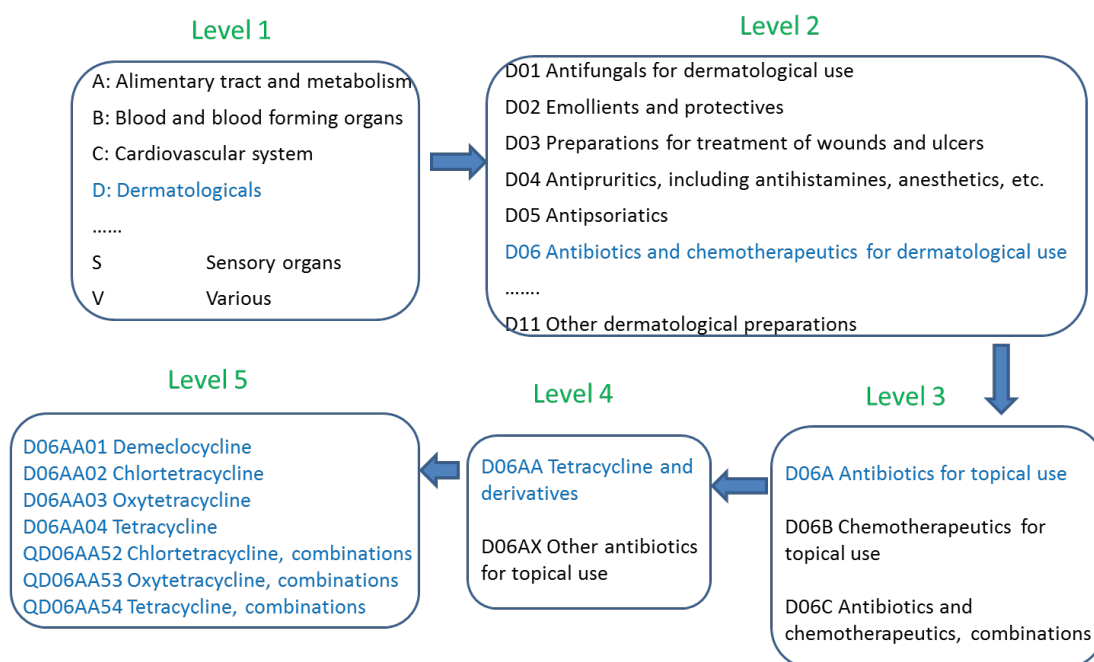 Level 1
A: Alimentary tract and metabolism
B: Blood and blood forming organs
C: Cardiovascular system
D: Dermatologicals
......
S Sensory organs
V Various
Level 2
D01 Antifungals for dermatological use
D02 Emollients and protectives
D03 Preparations for treatment of wounds and ulcers
D04 Antipruritics, including antihistamines, anesthetics, etc.
D05 Antipsoriatics
D06 Antibiotics and chemotherapeutics for dermatological use
.......
D11 Other dermatological preparations
Level 3
D06A Antibiotics for topical use
D06B Chemotherapeutics for
topical use
D06C Antibiotics and
chemotherapeutics, combinations
Level 4
D06AA Tetracycline and
derivatives
D06AX Other antibiotics
for topical use
Level 5
D06AA01 Demeclocycline
D06AA02 Chlortetracycline
D06AA03 Oxytetracycline
D06AA04 Tetracycline
QD06AA52 Chlortetracycline, combinations
QD06AA53 Oxytetracycline, combinations
QD06AA54 Tetracycline, combinations